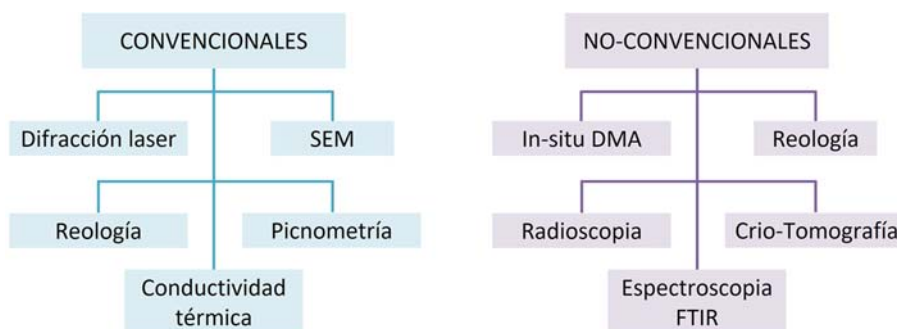 CONVENCIONALES
Difracción laser
SEM
Reología
Picnometría
Conductividad
térmica
NO-CONVENCIONALES
In-situ DMA
Reología
Radioscopia
Crio-Tomografía
Espectroscopia
FTIR